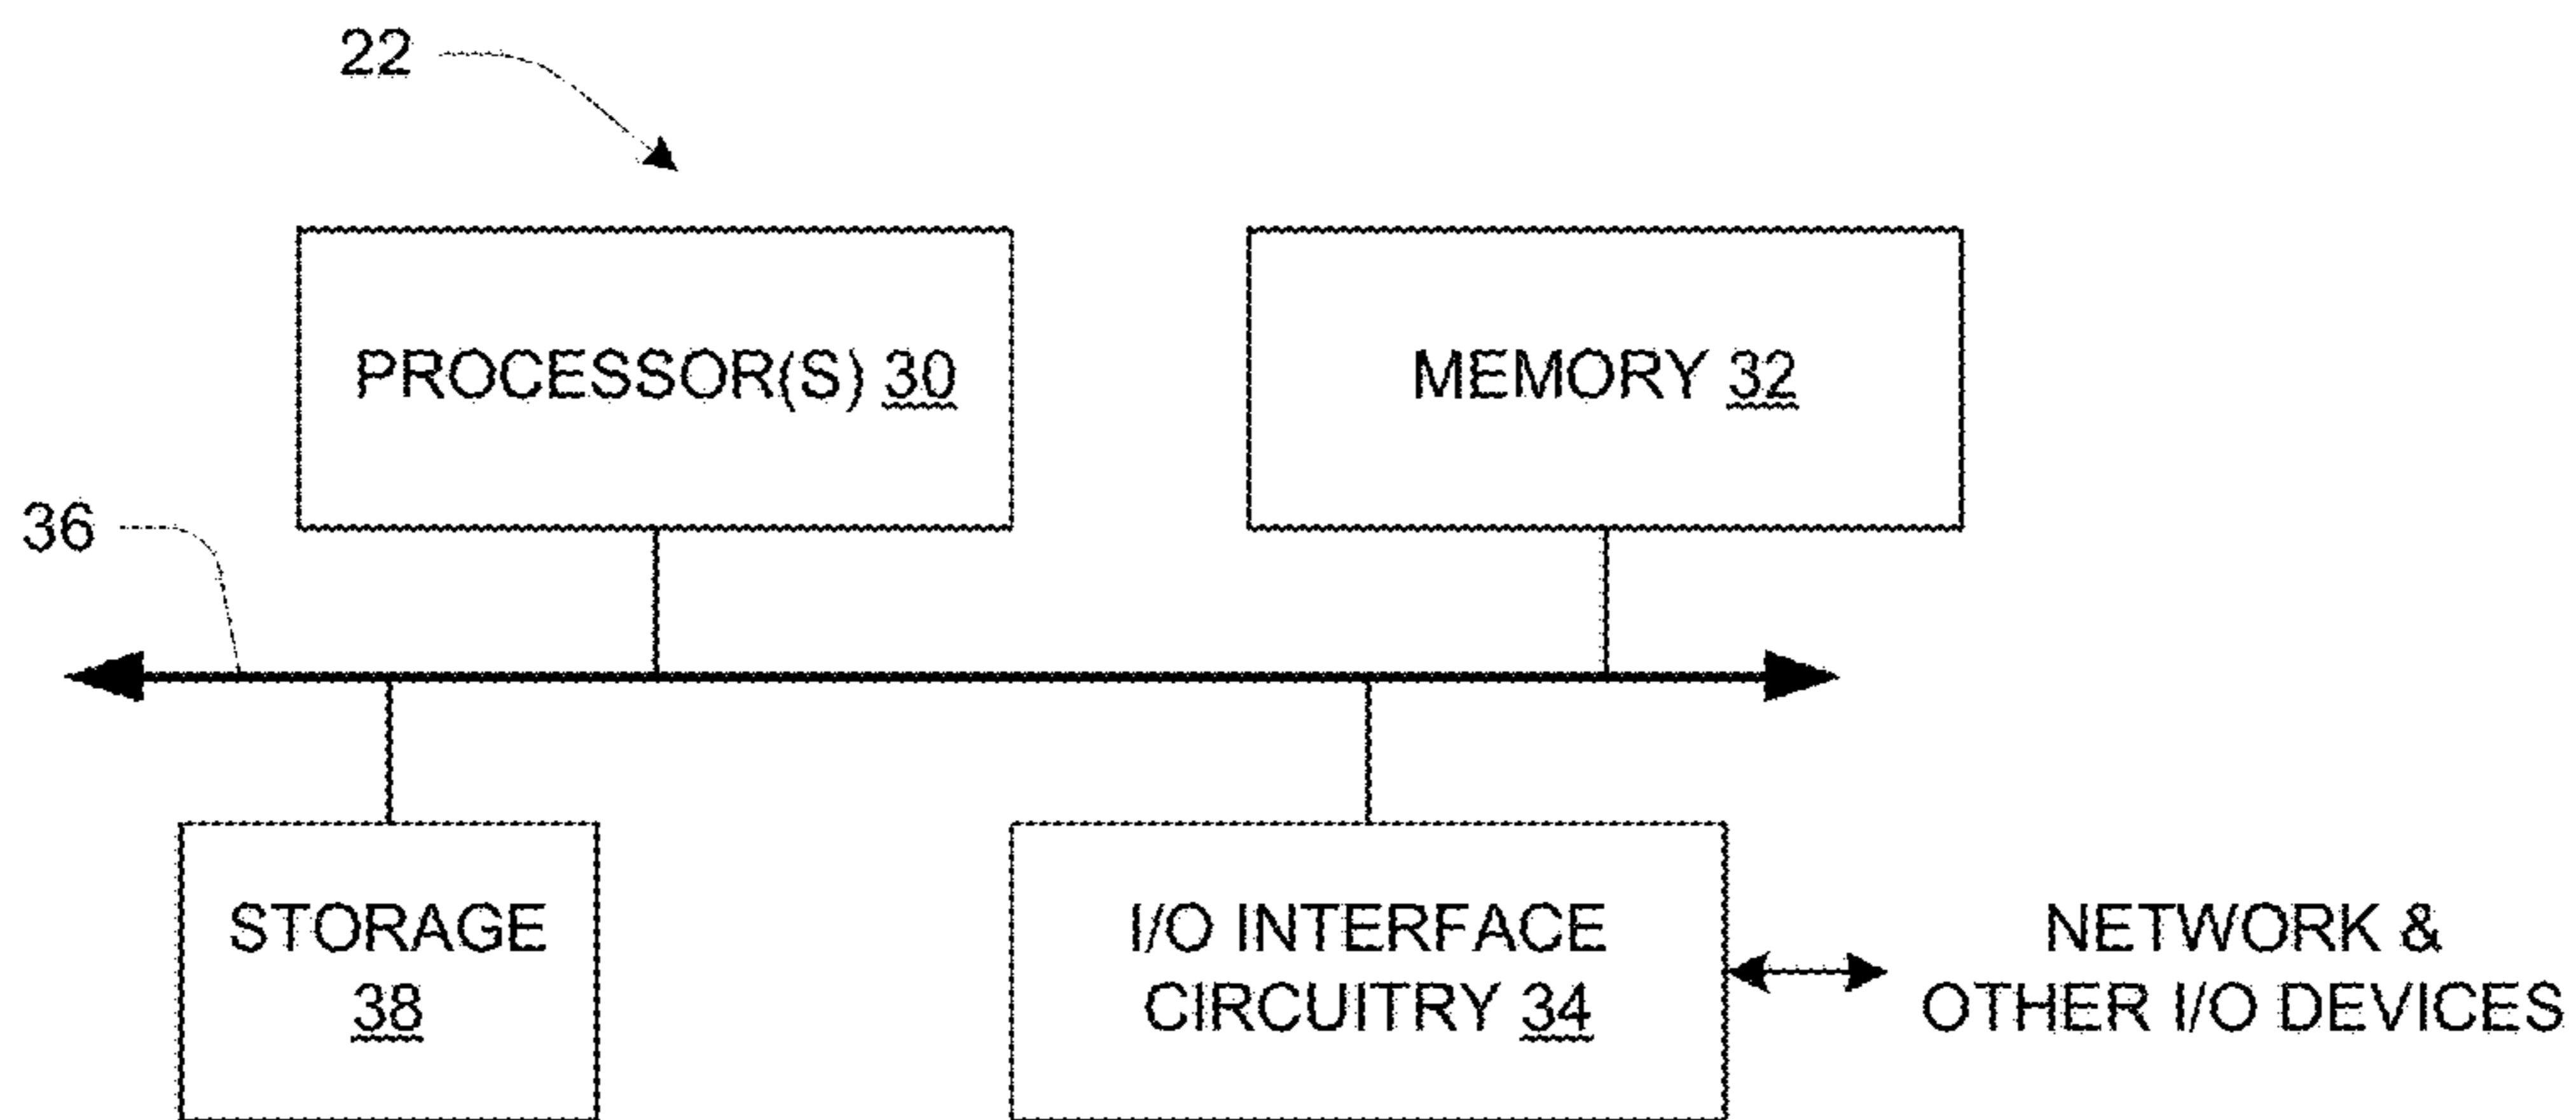 22
PROCESSOR(S) 30
MEMORY 32
36
STORAGE
38
I/O INTERFACE
CIRCUITRY 34
NETWORK &
OTHER I/O DEVICES